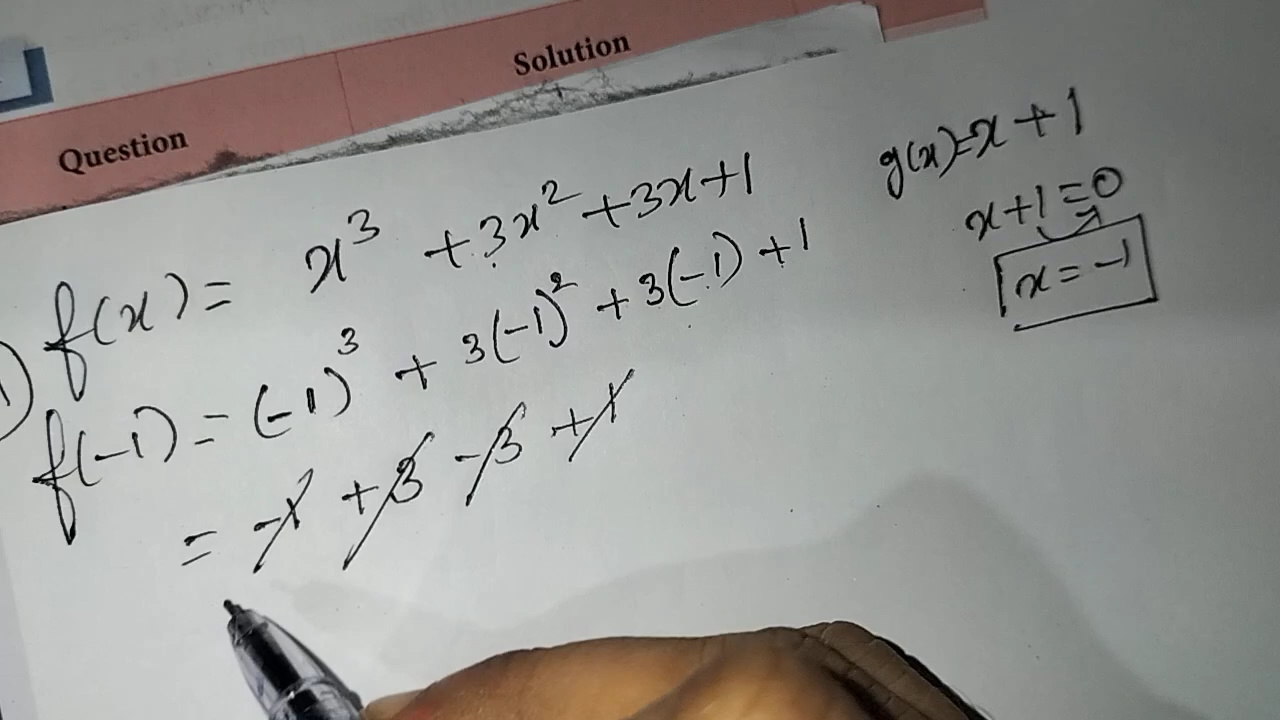 Question Solution
f(x) = x³ + 3x² + 3x + 1
f(-1) = (-1)³ + 3(-1)² + 3(-1) + 1
= -1 + 3 - 3 + 1
g(x) = x + 1
x + 1 = 0
x = -1